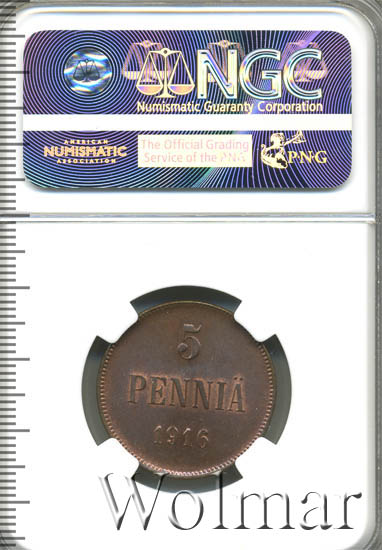 NGC
Numismatic Guaranty Corporation
AMERICAN
NUMISMATIC
ASSOCIATION
The Official Grading
Service of the PNG
PNG
5
PENNIÄ
1916
Wolmar